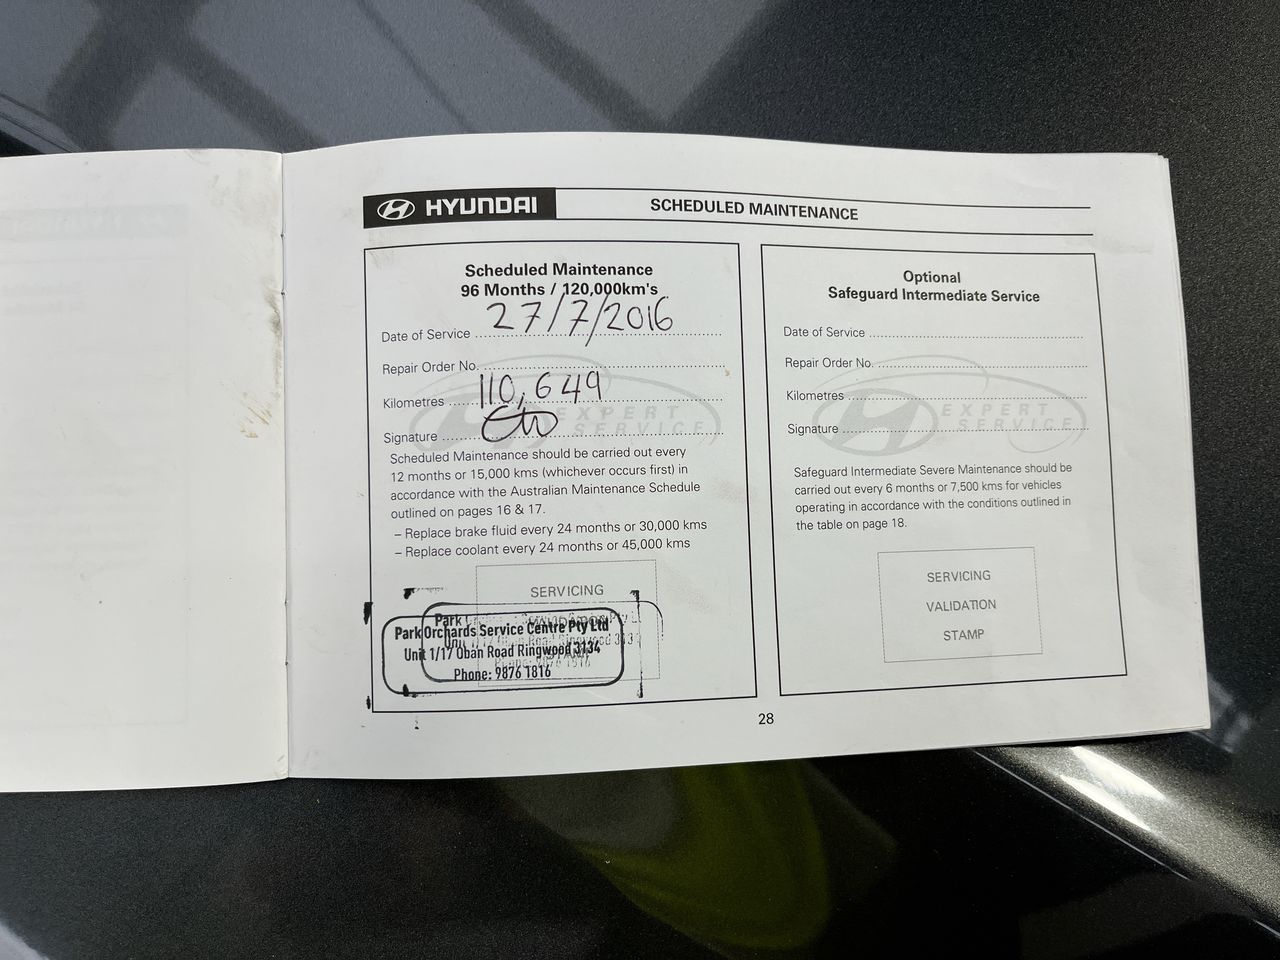 HYUNDAI
SCHEDULED MAINTENANCE
Scheduled Maintenance
96 Months / 120,000km's
Date of Service 27/7/2016
Repair Order No.
Kilometres 110,649
Signature
EXPERT
SERVICE
Scheduled Maintenance should be carried out every
12 months or 15,000 kms (whichever occurs first) in
accordance with the Australian Maintenance Schedule
outlined on pages 16 & 17.
– Replace brake fluid every 24 months or 30,000 kms
– Replace coolant every 24 months or 45,000 kms
SERVICING
Park Orchards Service Centre Pty Ltd
Unit 1/17 Oban Road Ringwood 3134
Phone: 9876 1816
Optional
Safeguard Intermediate Service
Date of Service
Repair Order No.
Kilometres
Signature
EXPERT
SERVICE
Safeguard Intermediate Severe Maintenance should be
carried out every 6 months or 7,500 kms for vehicles
operating in accordance with the conditions outlined in
the table on page 18.
SERVICING
VALIDATION
STAMP
28